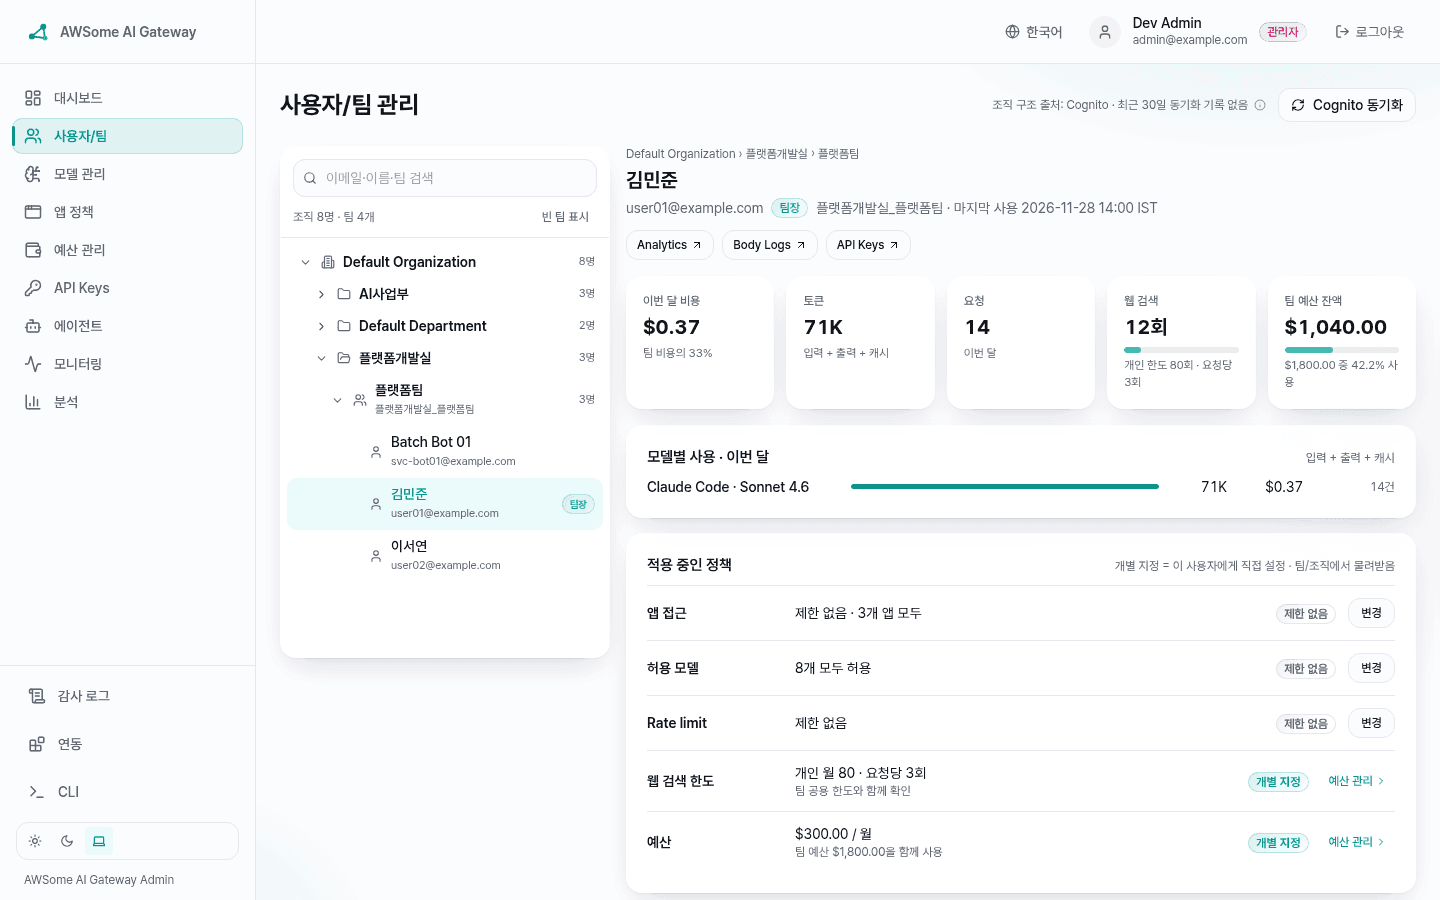 AWSome AI Gateway
한국어
Dev Admin
admin@example.com
관리자
로그아웃
대시보드
사용자/팀
모델 관리
앱 정책
예산 관리
API Keys
에이전트
모니터링
분석
감사 로그
연동
CLI
AWSome AI Gateway Admin
사용자/팀 관리
조직 구조 출처: Cognito · 최근 30일 동기화 기록 없음
Cognito 동기화
이메일·이름·팀 검색
조직 8명 · 팀 4개
빈 팀 표시
Default Organization
8명
AI사업부
3명
Default Department
2명
플랫폼개발실
3명
플랫폼팀
플랫폼개발실_플랫폼팀
3명
Batch Bot 01
svc-bot01@example.com
김민준
user01@example.com
팀장
이서연
user02@example.com
Default Organization › 플랫폼개발실 › 플랫폼팀
김민준
user01@example.com 팀장 플랫폼개발실_플랫폼팀 · 마지막 사용 2026-11-28 14:00 IST
Analytics
Body Logs
API Keys
이번 달 비용
$0.37
팀 비용의 33%
토큰
71K
입력 + 출력 + 캐시
요청
14
이번 달
웹 검색
12회
개인 한도 80회 · 요청당
3회
팀 예산 잔액
$1,040.00
$1,800.00 중 42.2% 사
용
모델별 사용 · 이번 달
입력 + 출력 + 캐시
Claude Code · Sonnet 4.6
71K
$0.37
14건
적용 중인 정책
개별 지정 = 이 사용자에게 직접 설정 · 팀/조직에서 물려받음
앱 접근
제한 없음 · 3개 앱 모두
제한 없음
변경
허용 모델
8개 모두 허용
제한 없음
변경
Rate limit
제한 없음
제한 없음
변경
웹 검색 한도
개인 월 80 · 요청당 3회
팀 공용 한도와 함께 확인
개별 지정
예산 관리
예산
$300.00 / 월
팀 예산 $1,800.00을 함께 사용
개별 지정
예산 관리